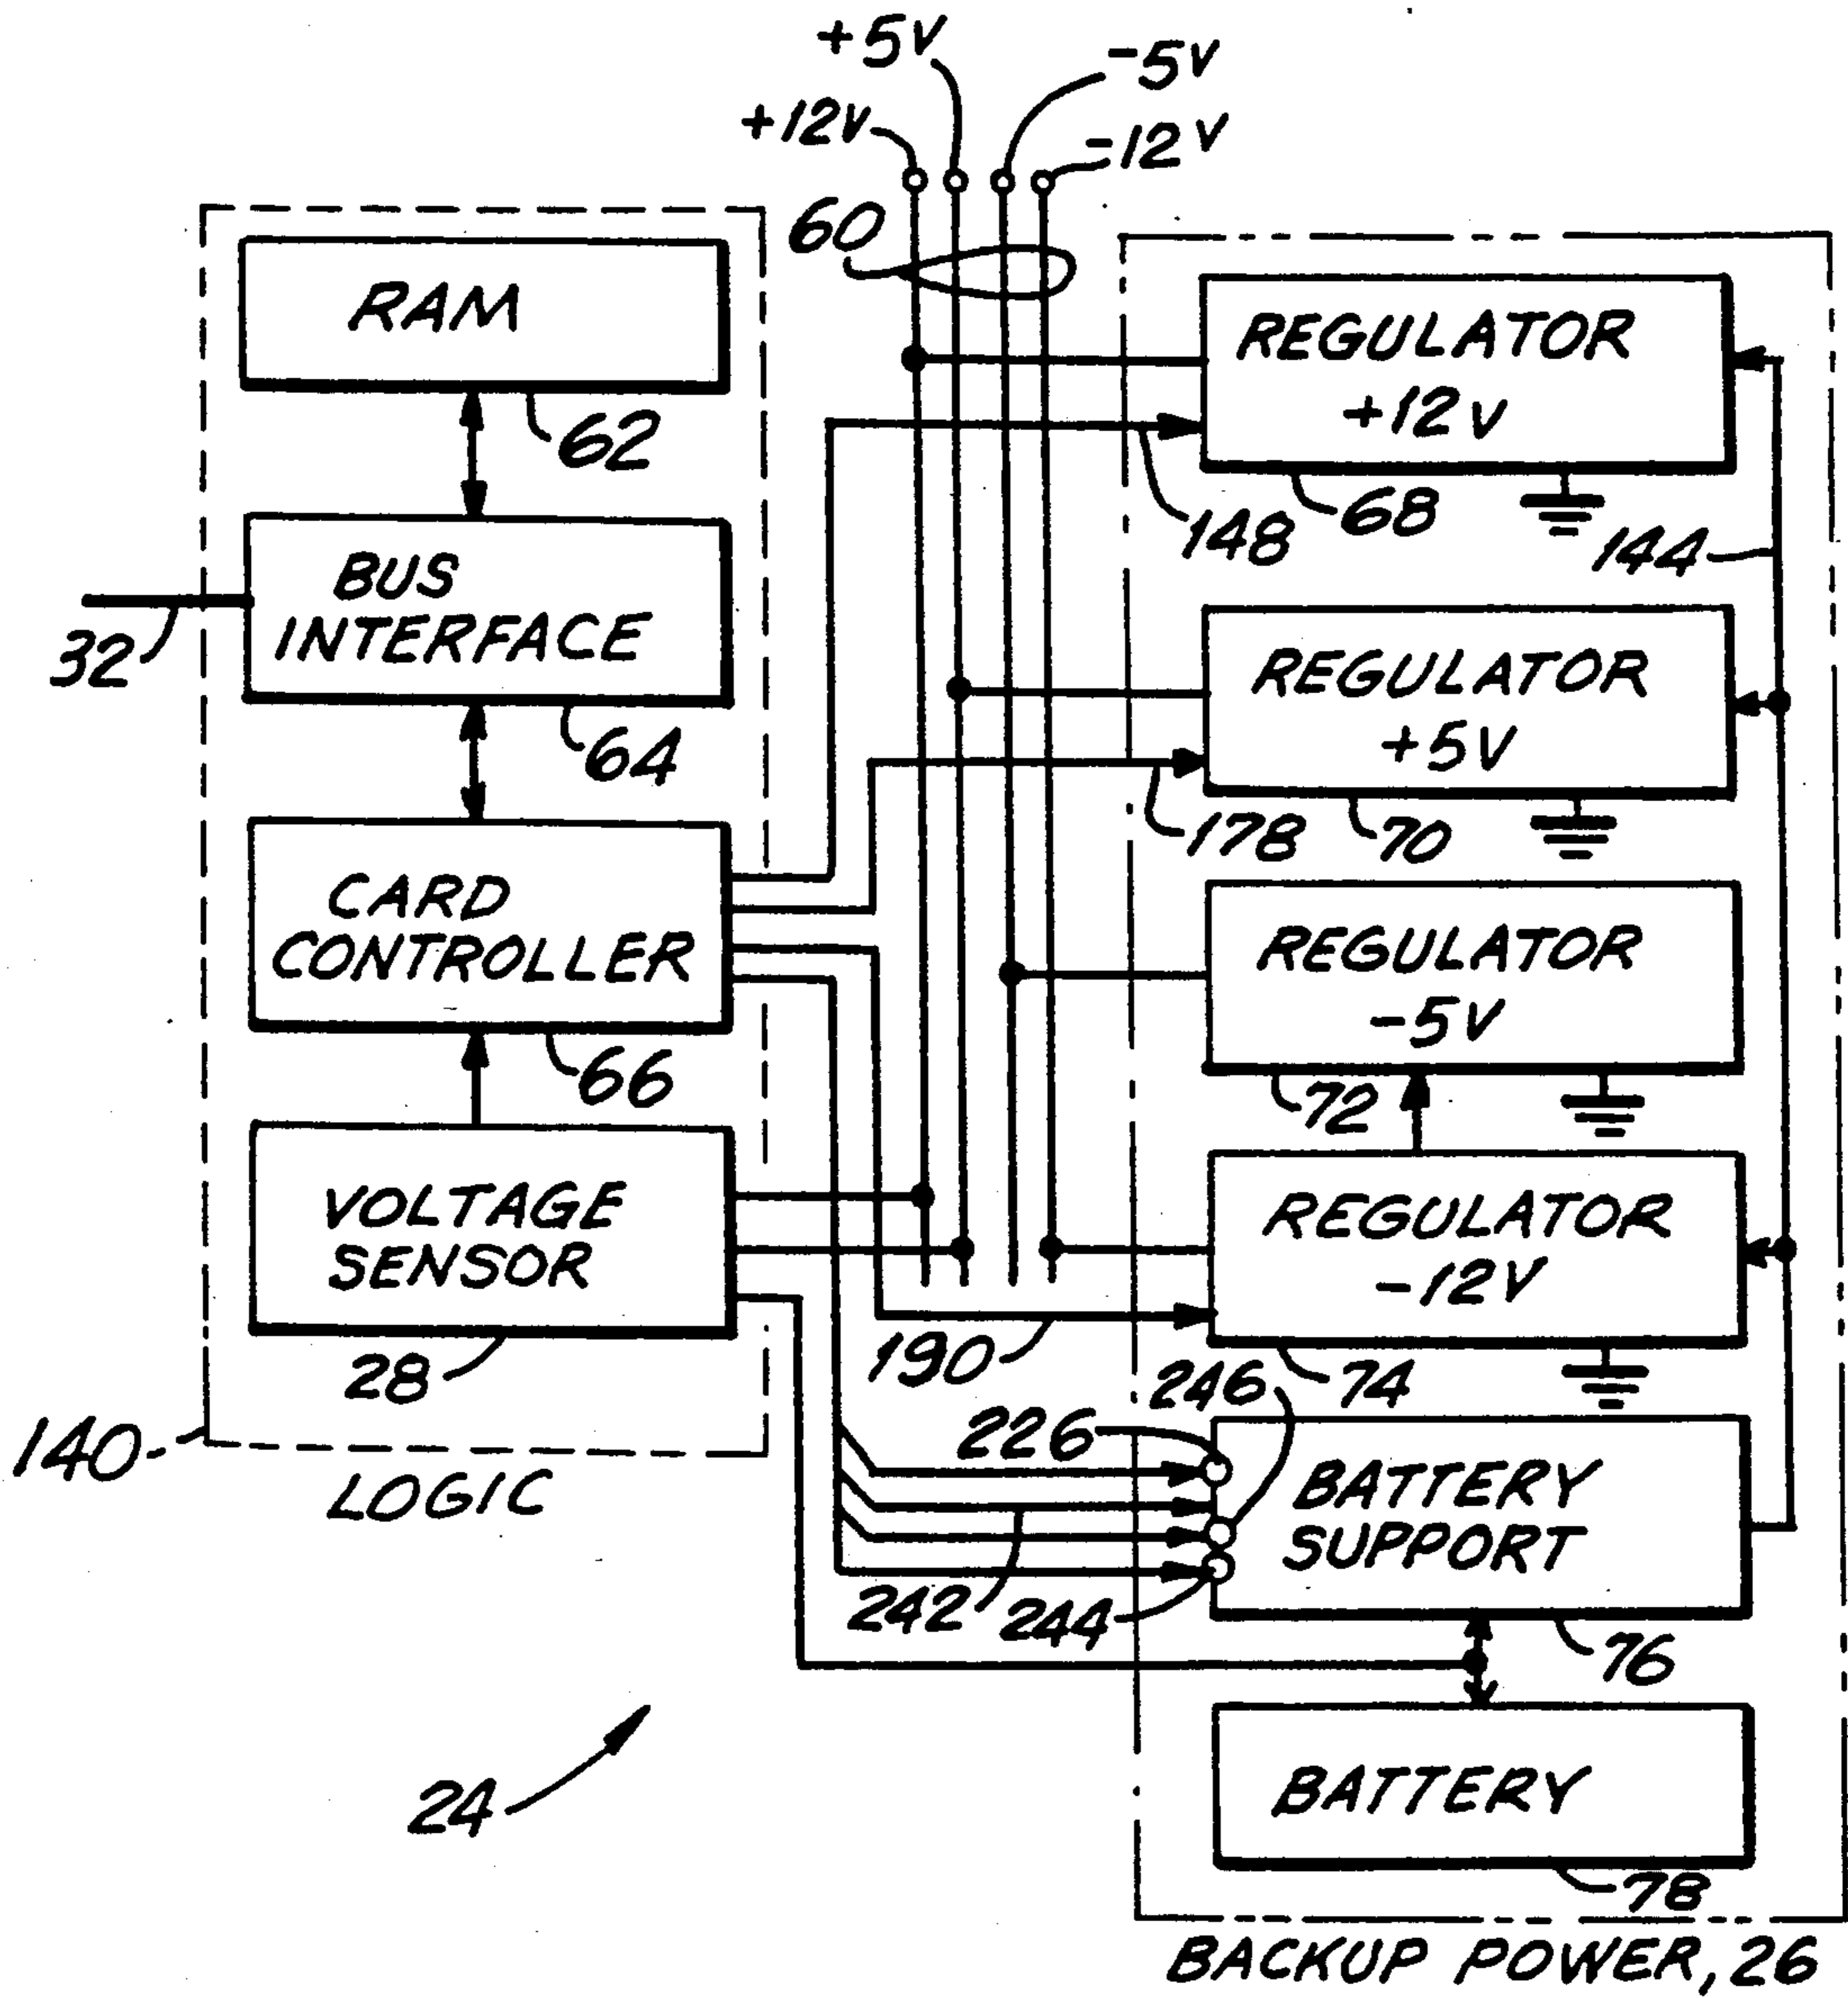 +5V
-5V
+12V
-12V
60
RAM
62
REGULATOR
+12V
148
68
144
BUS
INTERFACE
32
64
REGULATOR
+5V
178
70
CARD
CONTROLLER
66
REGULATOR
-5V
72
VOLTAGE
SENSOR
28
REGULATOR
-12V
190
246
74
140
LOGIC
226
BATTERY
SUPPORT
242
244
76
24
BATTERY
78
BACKUP POWER, 26